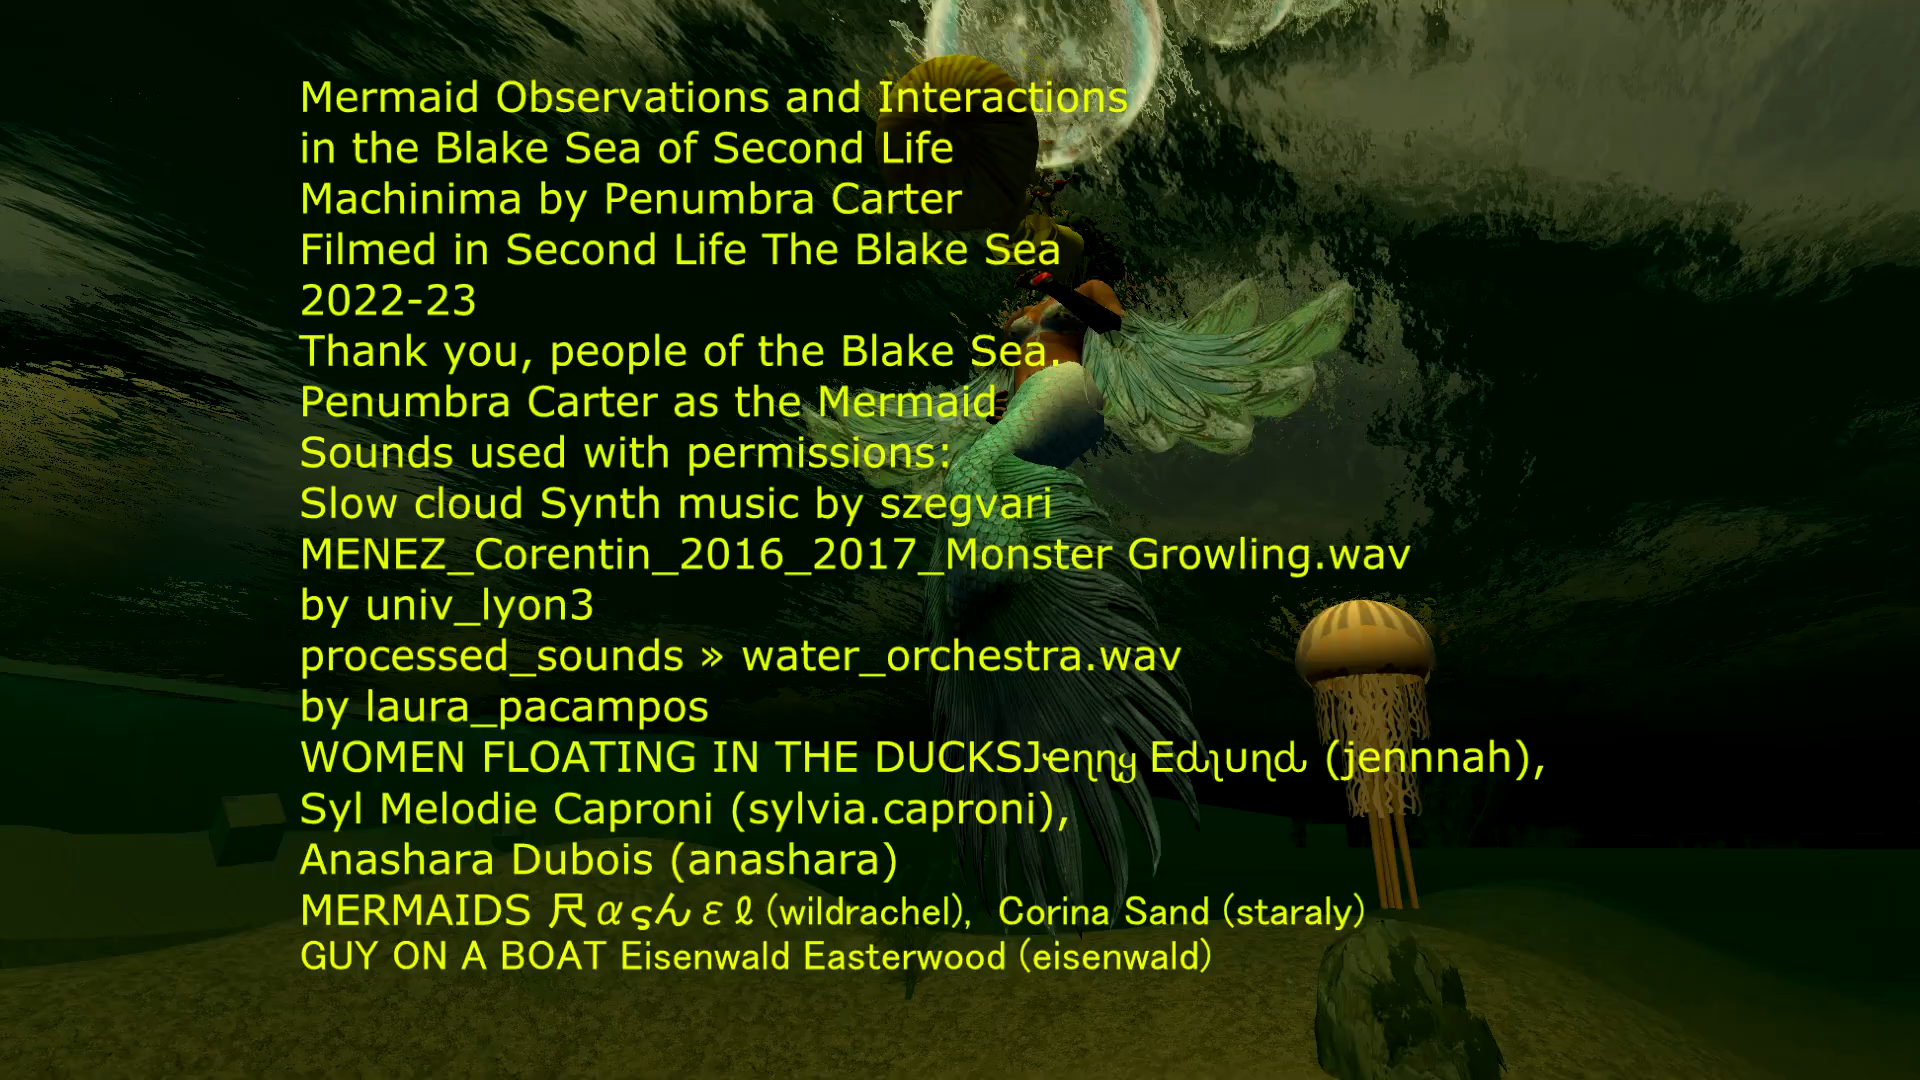 Mermaid Observations and Interactions
in the Blake Sea of Second Life
Machinima by Penumbra Carter
Filmed in Second Life The Blake Sea
2022-23
Thank you, people of the Blake Sea.
Penumbra Carter as the Mermaid
Sounds used with permissions:
Slow cloud Synth music by szegvari
MENEZ_Corentin_2016_2017_Monster Growling.wav
by univ_lyon3
processed_sounds » water_orchestra.wav
by laura_pacampos
WOMEN FLOATING IN THE DUCKSJҽɳɳყ Eԃʅυɳԃ (jennnah),
Syl Melodie Caproni (sylvia.caproni),
Anashara Dubois (anashara)
MERMAIDS 尺αςんεℓ (wildrachel), Corina Sand (staraly)
GUY ON A BOAT Eisenwald Easterwood (eisenwald)